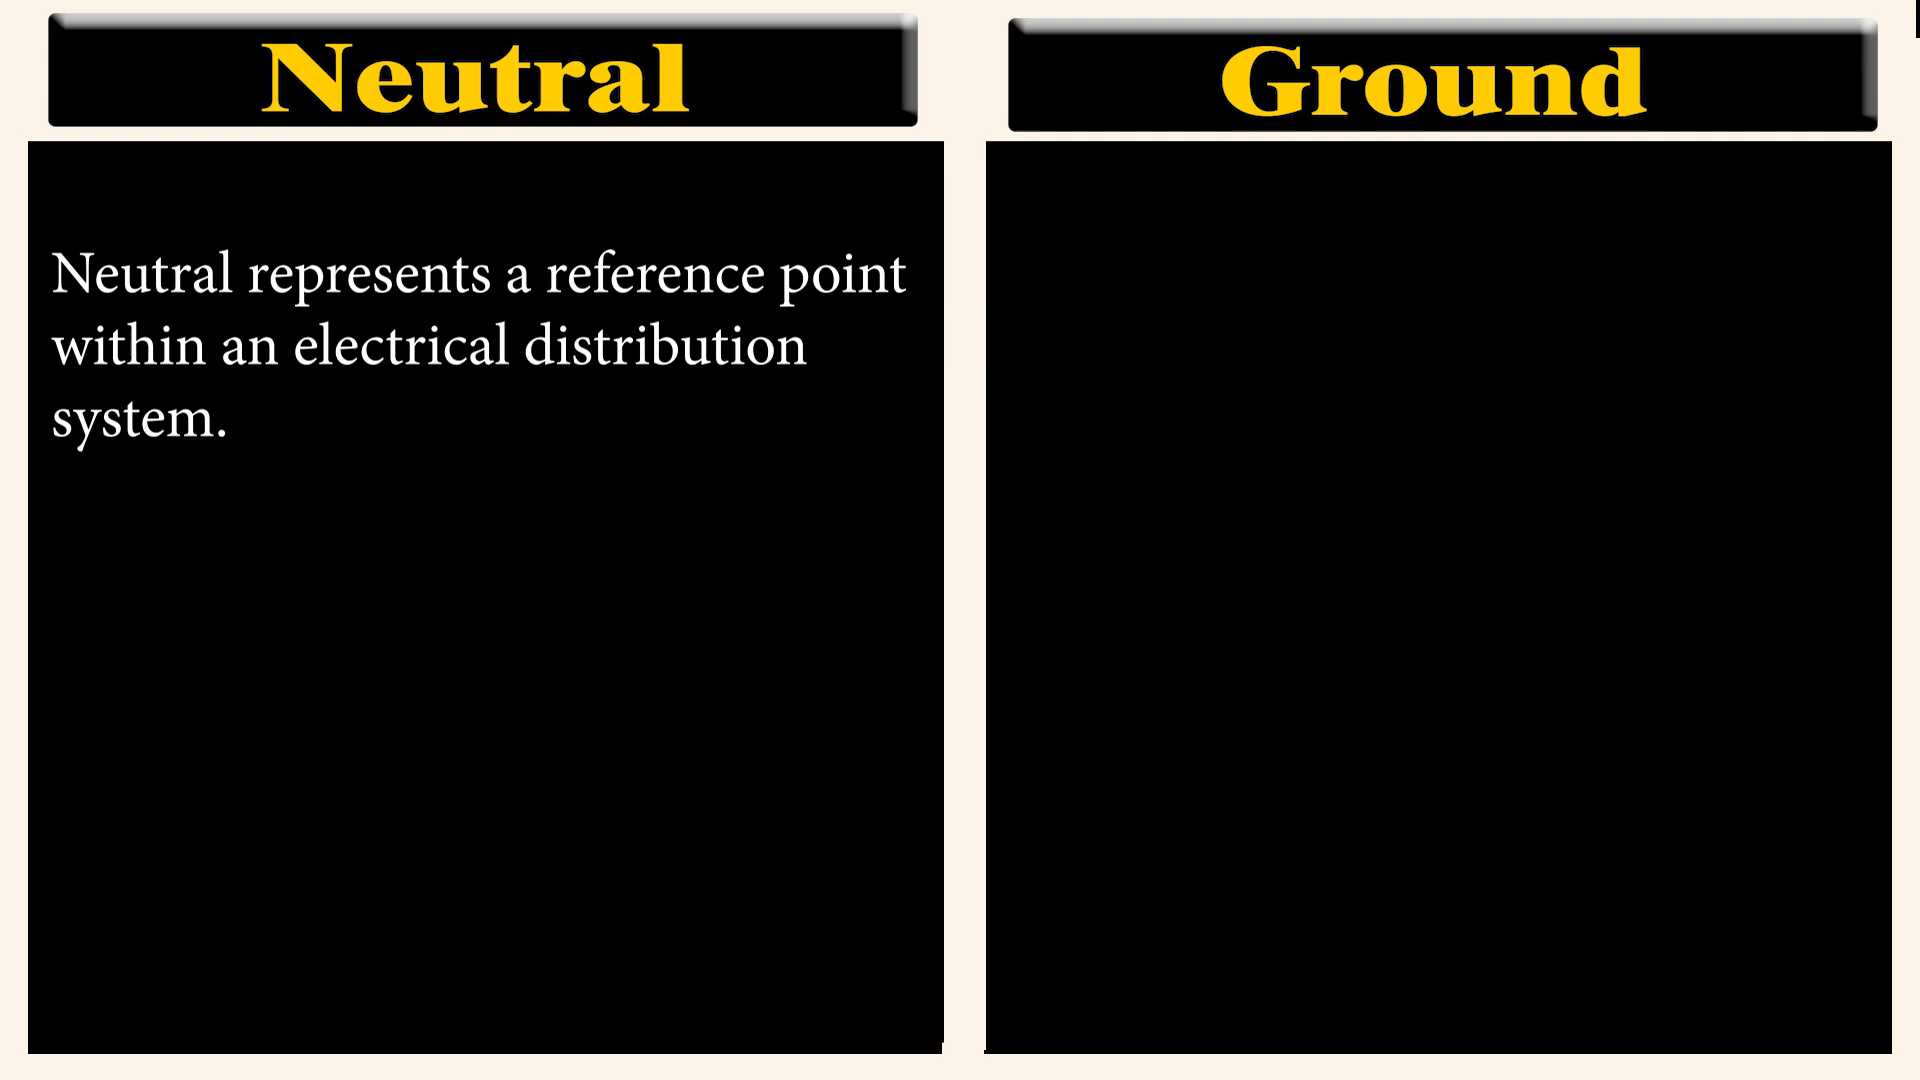 Neutral
Ground
Neutral represents a reference point
within an electrical distribution
system.